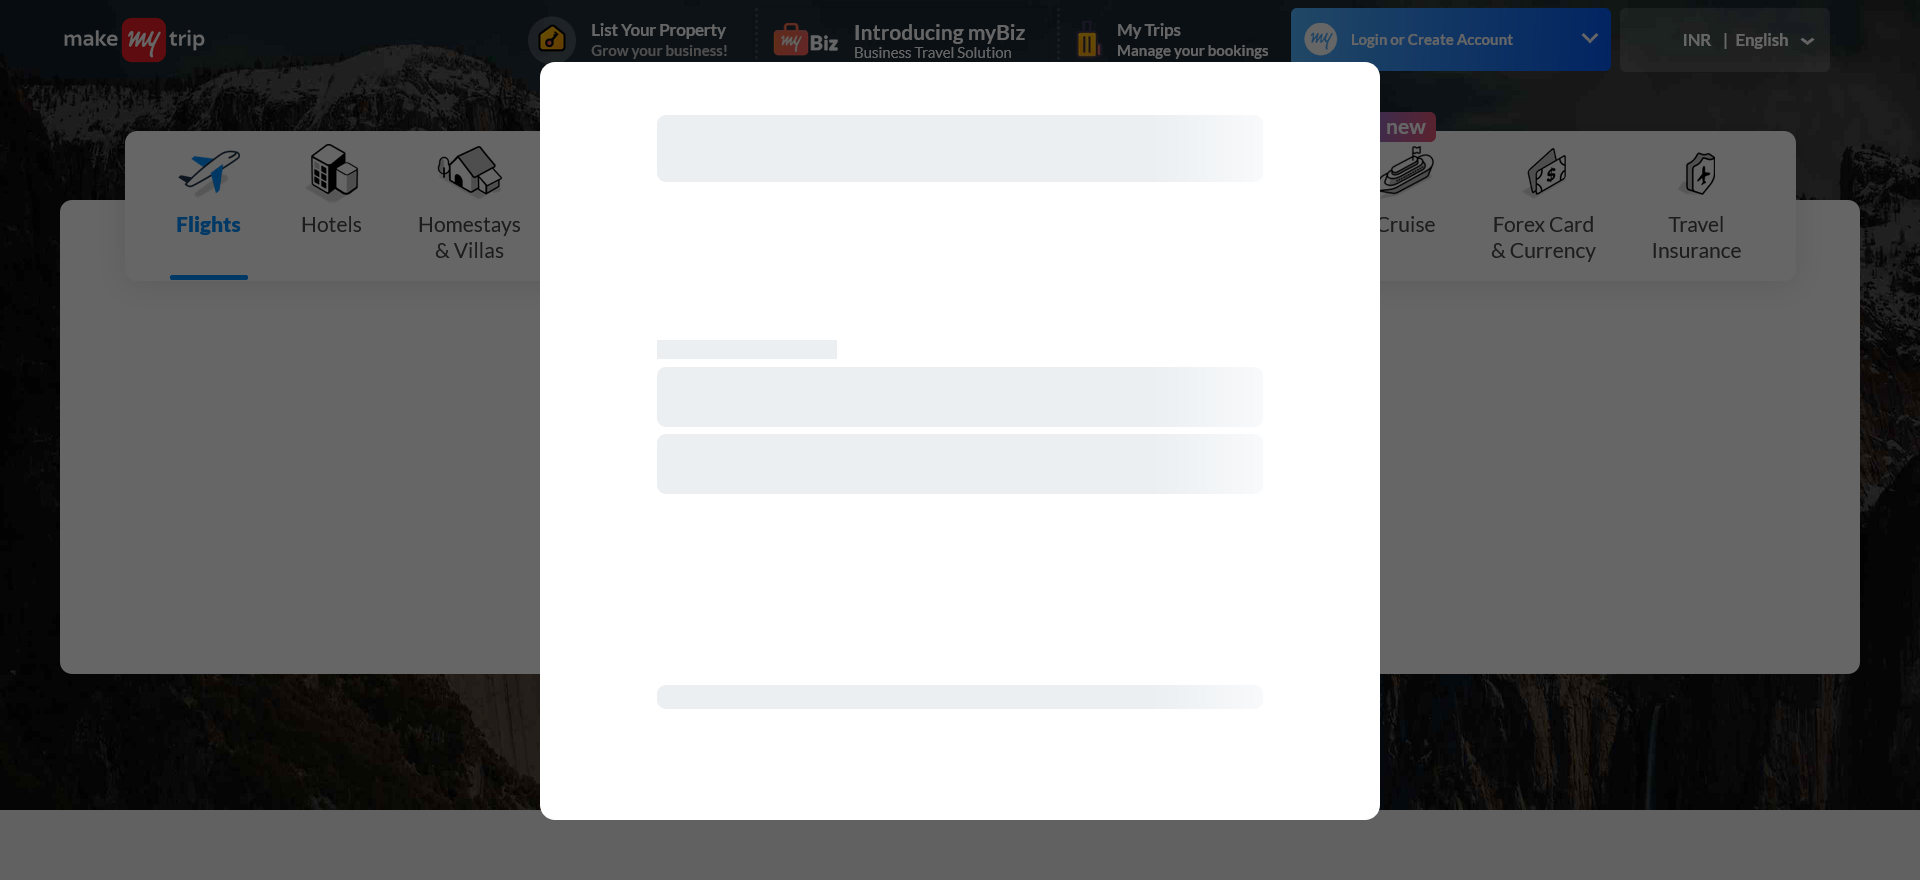 make my trip
List Your Property
Grow your business!
my Biz
Introducing myBiz
Business Travel Solution
My Trips
Manage your bookings
my
Login or Create Account
INR | English
new
Flights
Hotels
Homestays
& Villas
Cruise
Forex Card
& Currency
Travel
Insurance